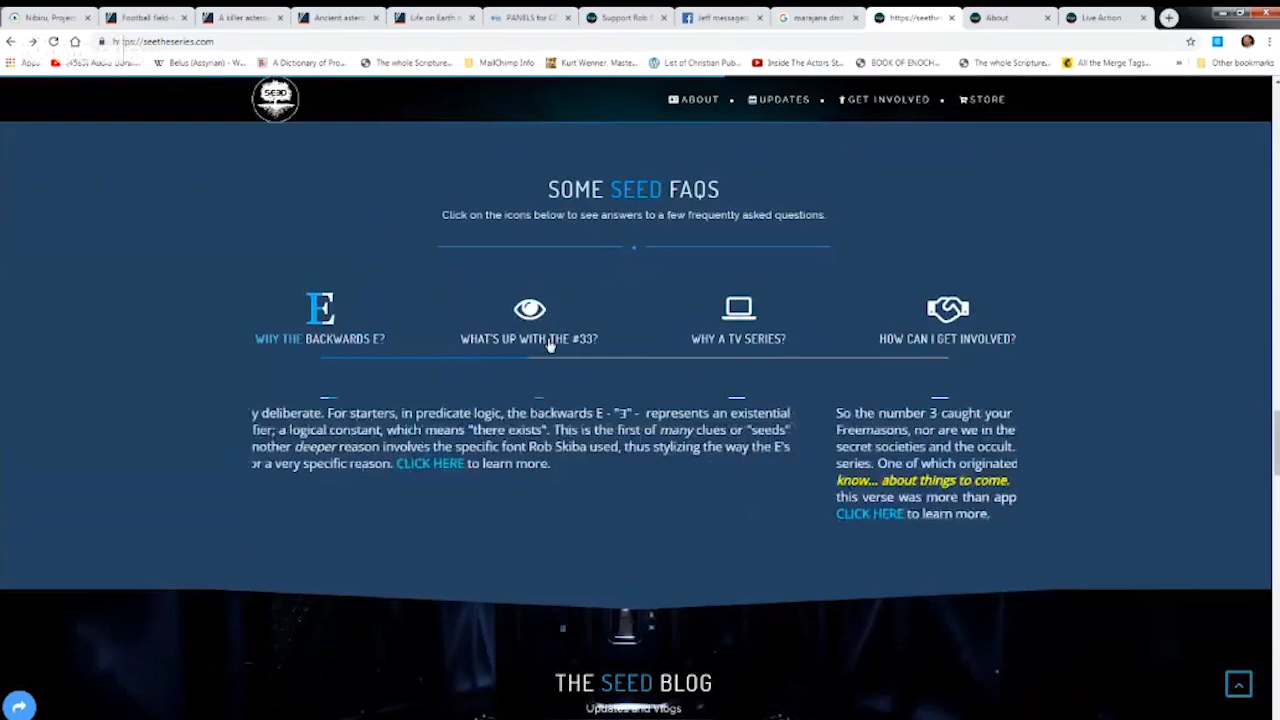 Nibiru, Projec
Football field-
A killer astero
Ancient astero
Life on Earth n
PANELS for CO
Support Rob S
Jeff messages
marajana dmt
https://seethe
About
Live Action
https://seetheseries.com
Apps
(4583) Audio Librar...
Belus (Assyrian) - W...
A Dictionary of Pro...
The whole Scripture...
MailChimp Info
Kurt Wenner. Maste...
List of Christian Pub...
Inside The Actors St...
BOOK OF ENOCH...
The whole Scripture...
All the Merge Tags...
Other bookmarks
SEED
ABOUT
UPDATES
GET INVOLVED
STORE
SOME SEED FAQS
Click on the icons below to see answers to a few frequently asked questions.
E
WHY THE BACKWARDS E?
WHAT'S UP WITH THE #33?
WHY A TV SERIES?
HOW CAN I GET INVOLVED?
y deliberate. For starters, in predicate logic, the backwards E - "Ǝ" - represents an existential
fier; a logical constant, which means "there exists". This is the first of many clues or "seeds"
nother deeper reason involves the specific font Rob Skiba used, thus stylizing the way the E's
or a very specific reason. CLICK HERE to learn more.
So the number 3 caught your
Freemasons, nor are we in the
secret societies and the occult.
series. One of which originated
know... about things to come.
this verse was more than app
CLICK HERE to learn more.
THE SEED BLOG
Updates and Vlogs